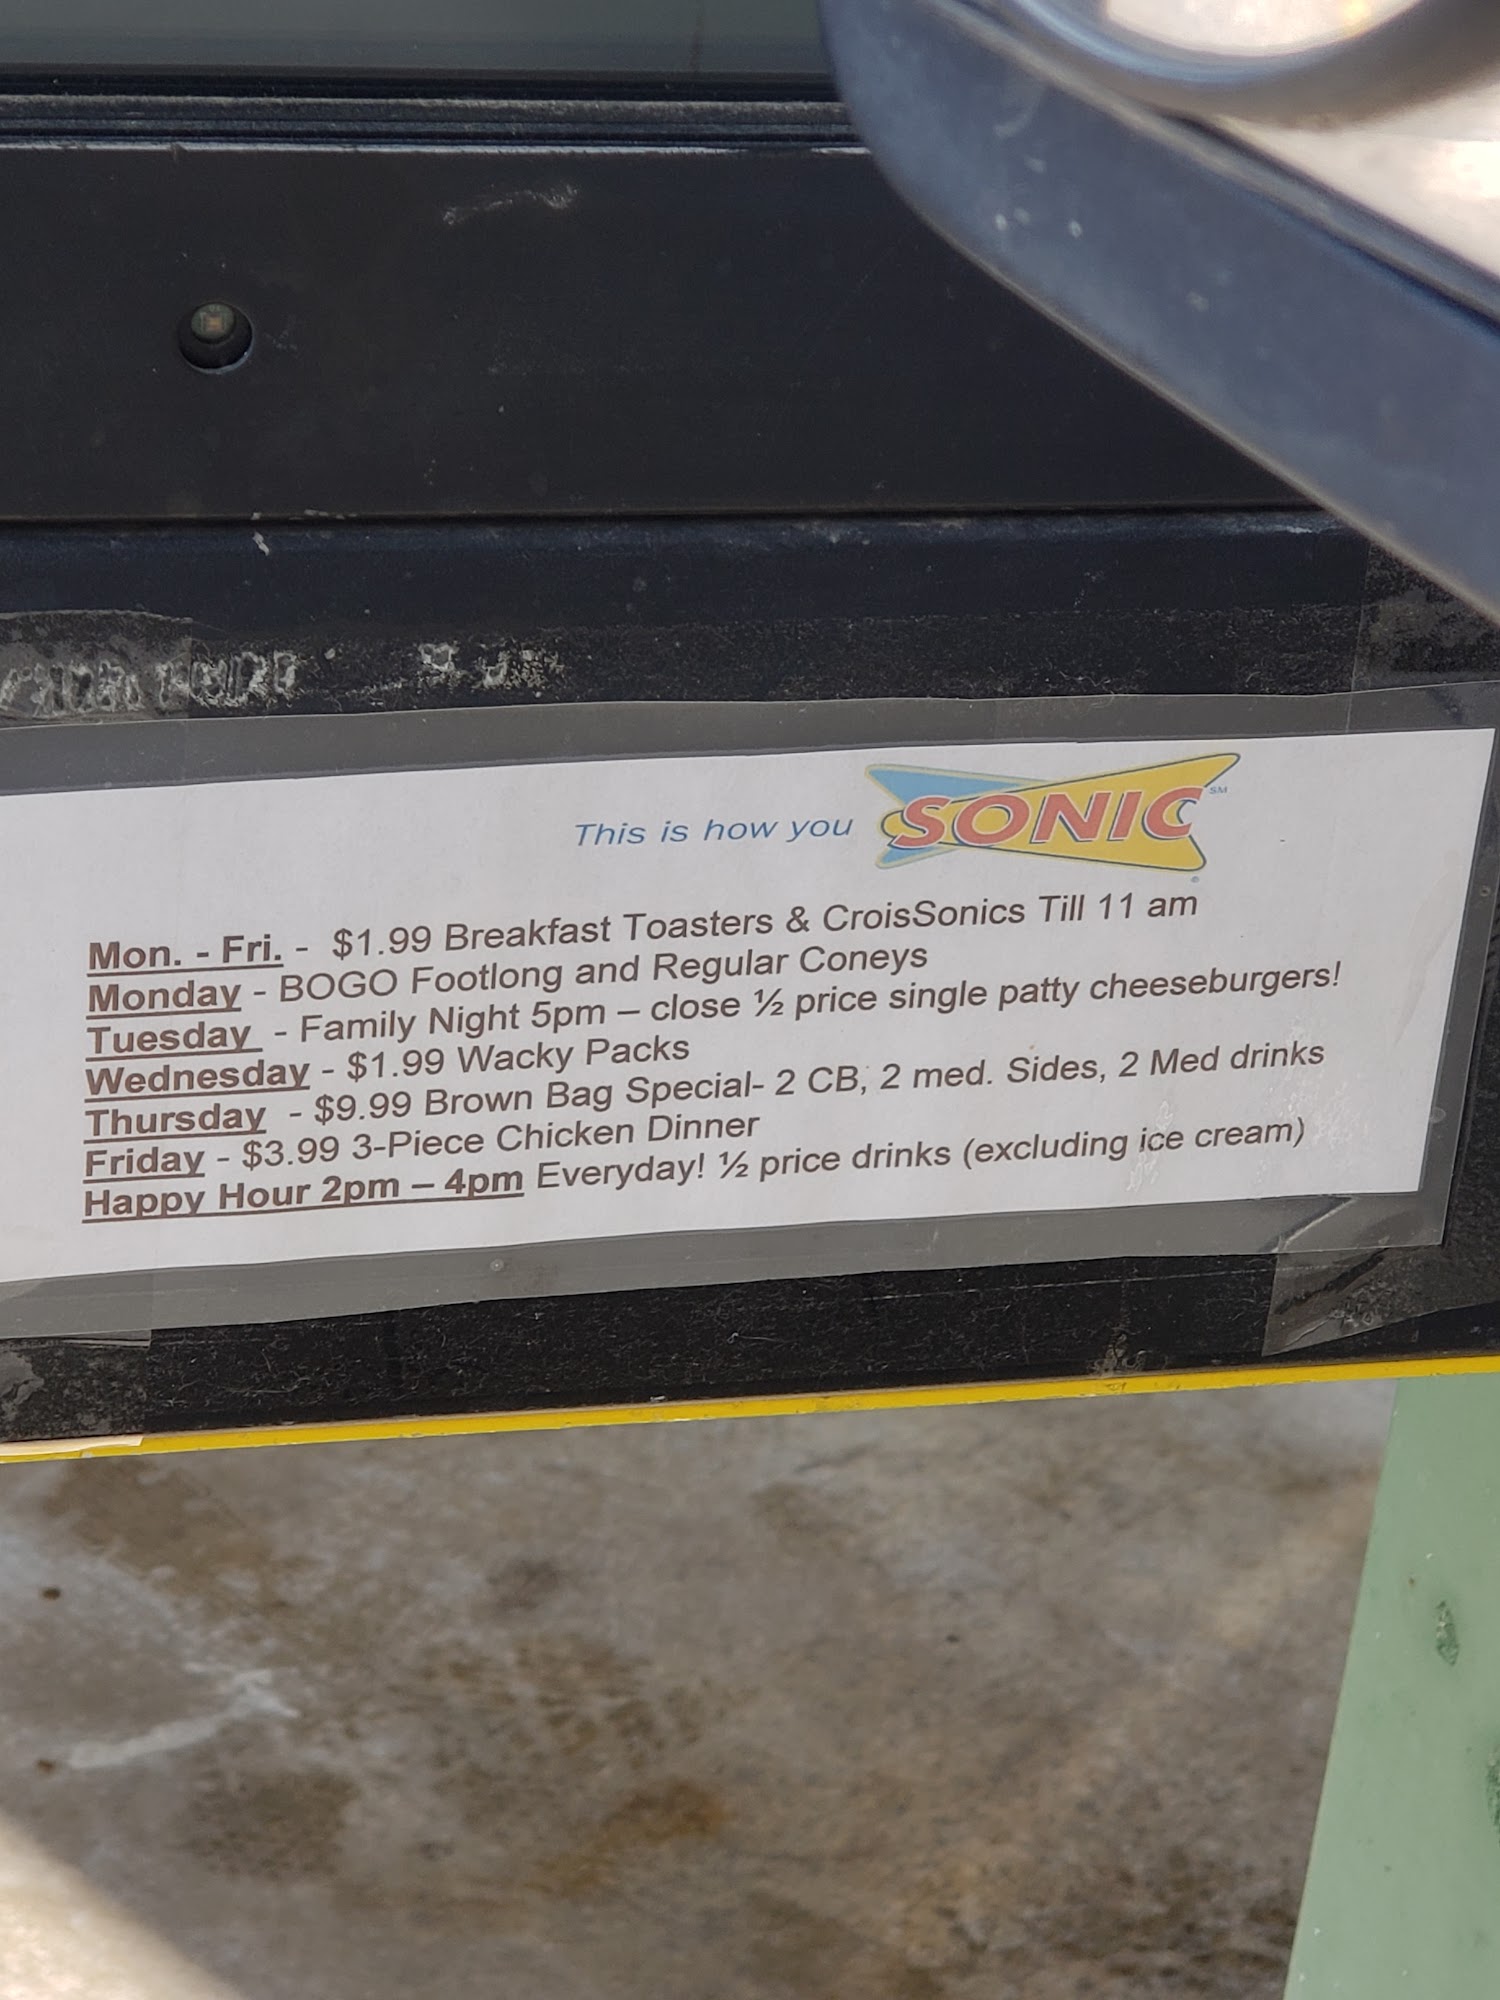 This is how you SONIC SM
Mon. - Fri. - $1.99 Breakfast Toasters & CroisSonics Till 11 am
Monday - BOGO Footlong and Regular Coneys
Tuesday - Family Night 5pm – close ½ price single patty cheeseburgers!
Wednesday - $1.99 Wacky Packs
Thursday - $9.99 Brown Bag Special- 2 CB, 2 med. Sides, 2 Med drinks
Friday - $3.99 3-Piece Chicken Dinner
Happy Hour 2pm – 4pm Everyday! ½ price drinks (excluding ice cream)